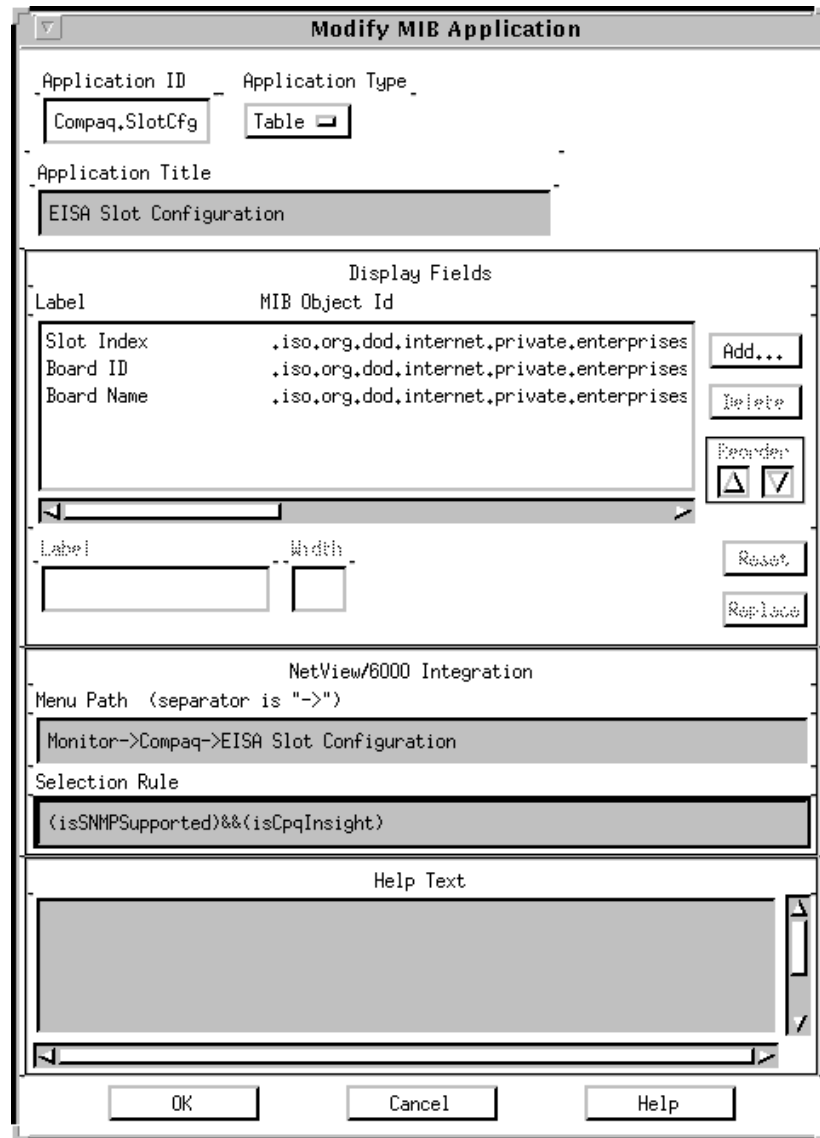 Modify MIB Application
Application ID Application Type
Compaq.SlotCfg Table
Application Title
EISA Slot Configuration
Display Fields
Label MIB Object Id
Slot Index .iso.org.dod.internet.private.enterprises
Board ID .iso.org.dod.internet.private.enterprises
Board Name .iso.org.dod.internet.private.enterprises
Add...
Delete
Reorder
Label Width
Reset
Replace
NetView/6000 Integration
Menu Path (separator is "->")
Monitor->Compaq->EISA Slot Configuration
Selection Rule
(isSNMPSupported)&&(isCpqInsight)
Help Text
OK Cancel Help